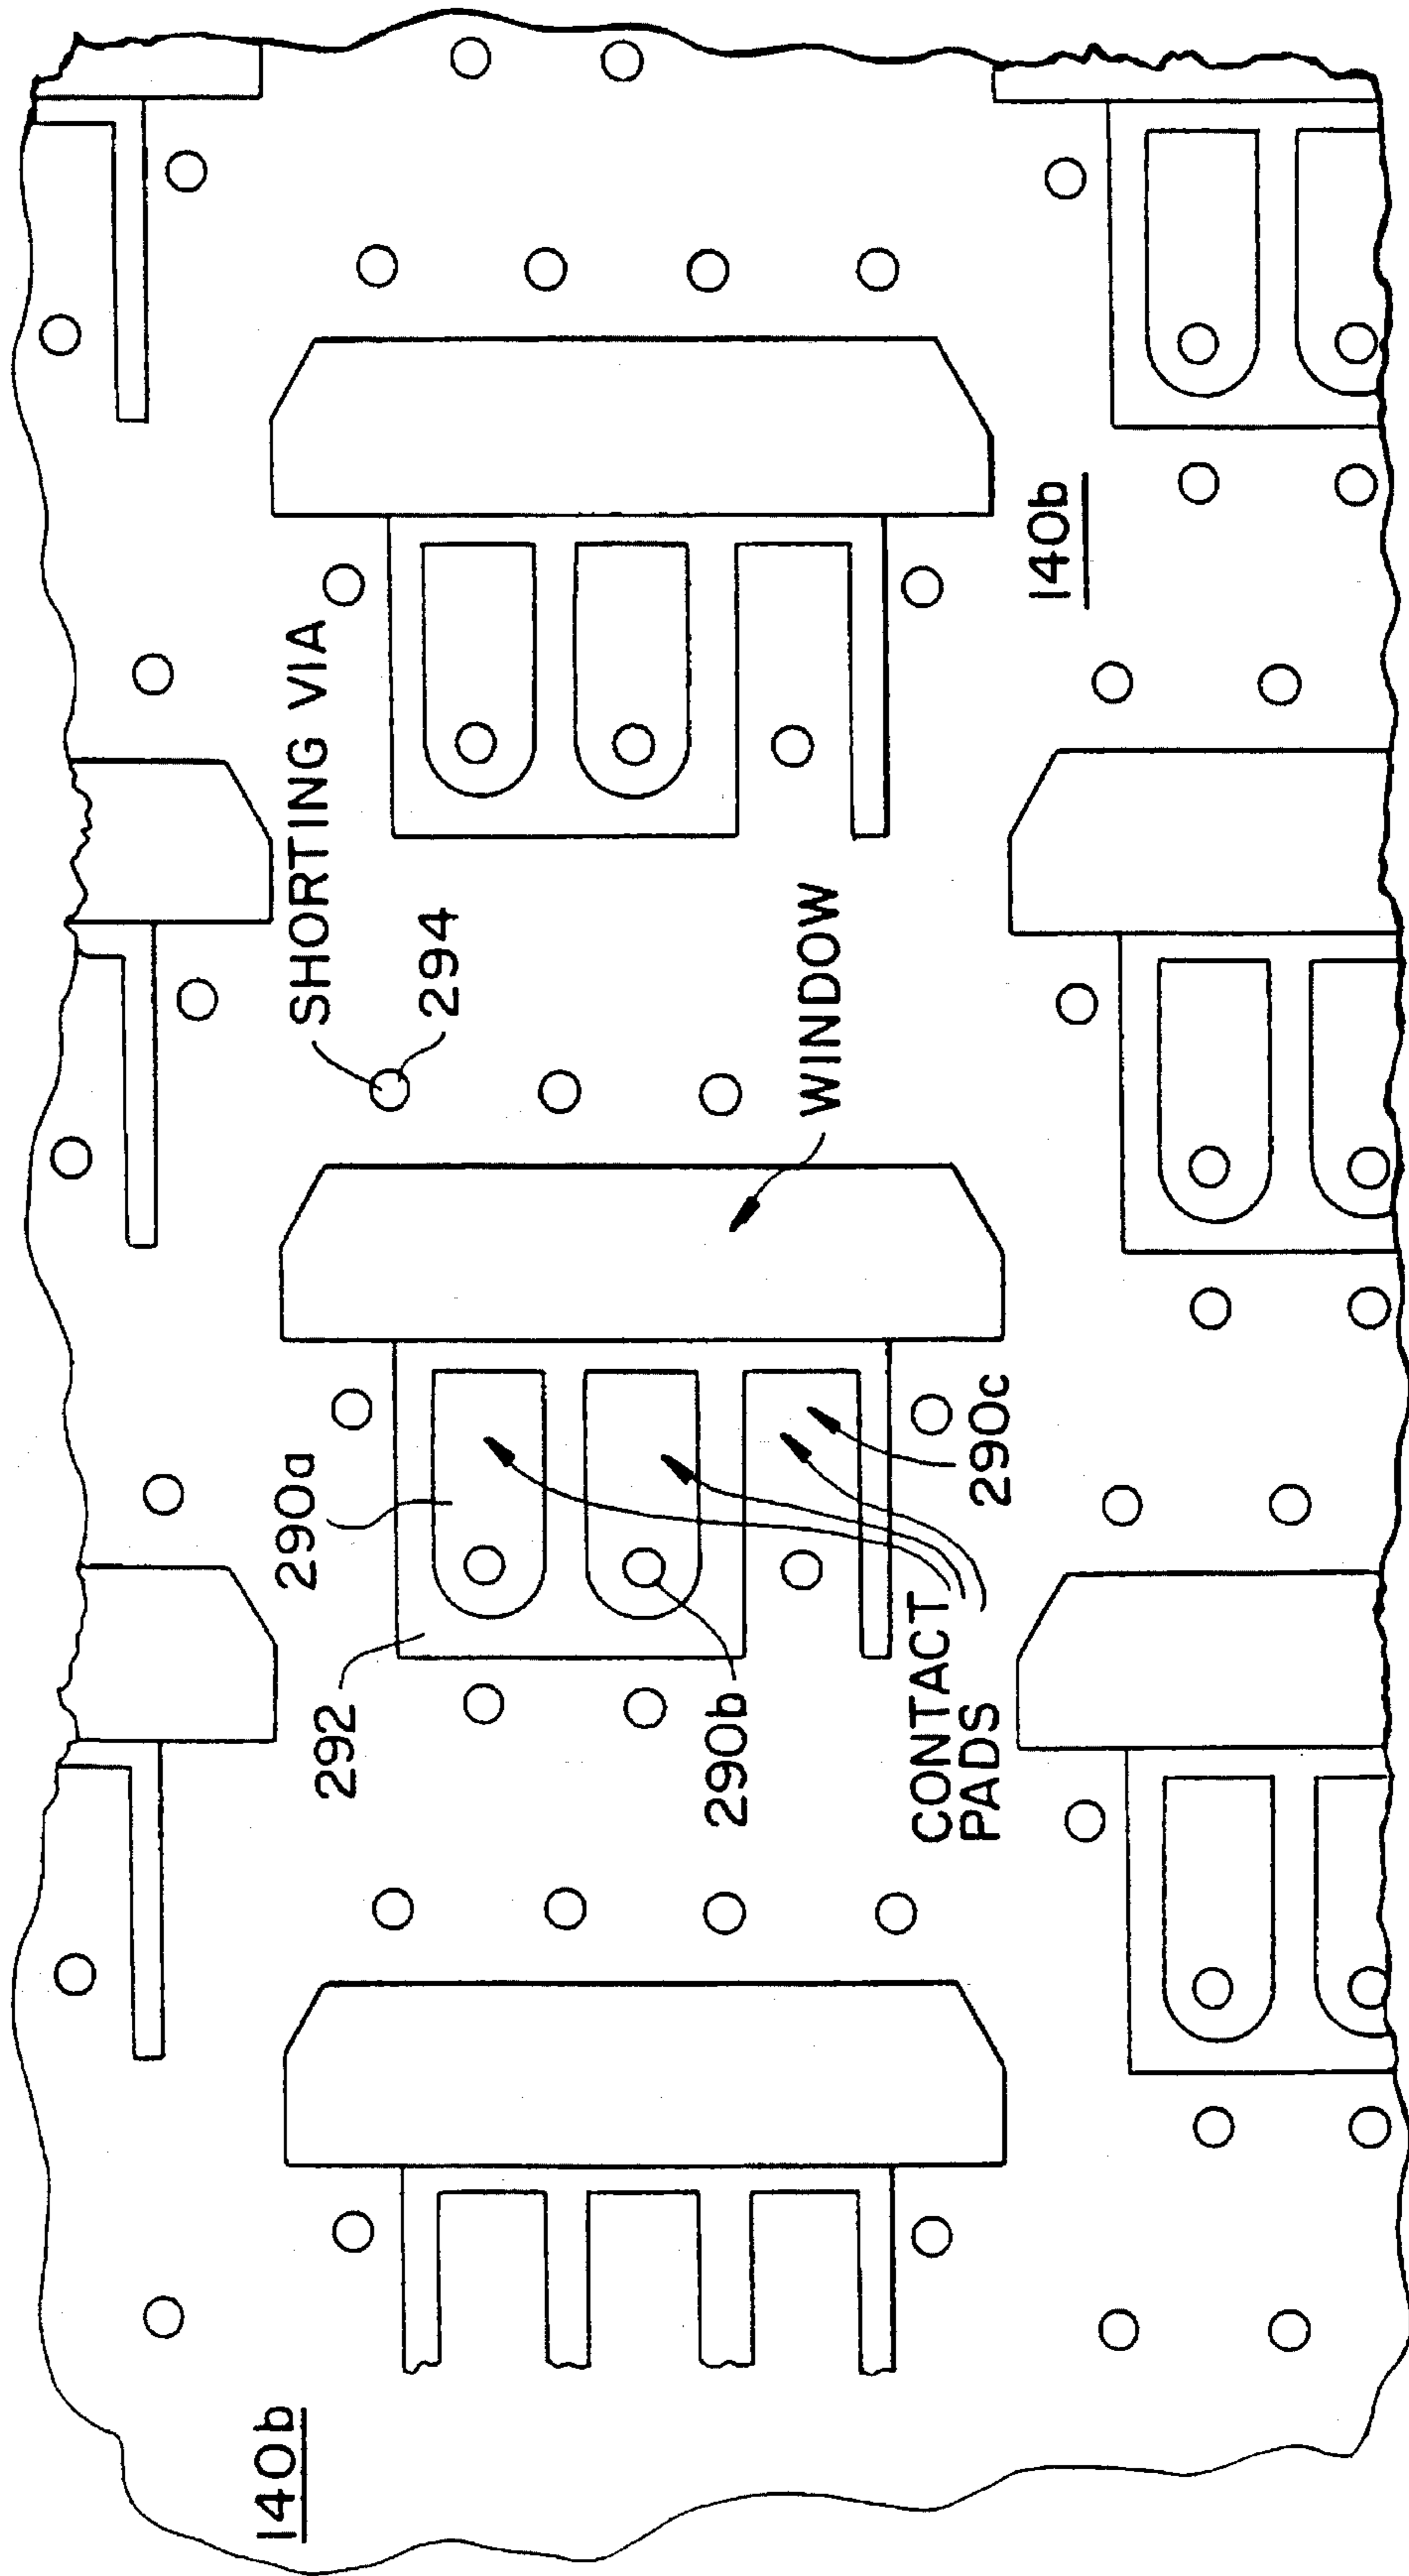 140b
292
290a
290b
CONTACT
PADS
290c
SHORTING VIA
294
WINDOW
140b